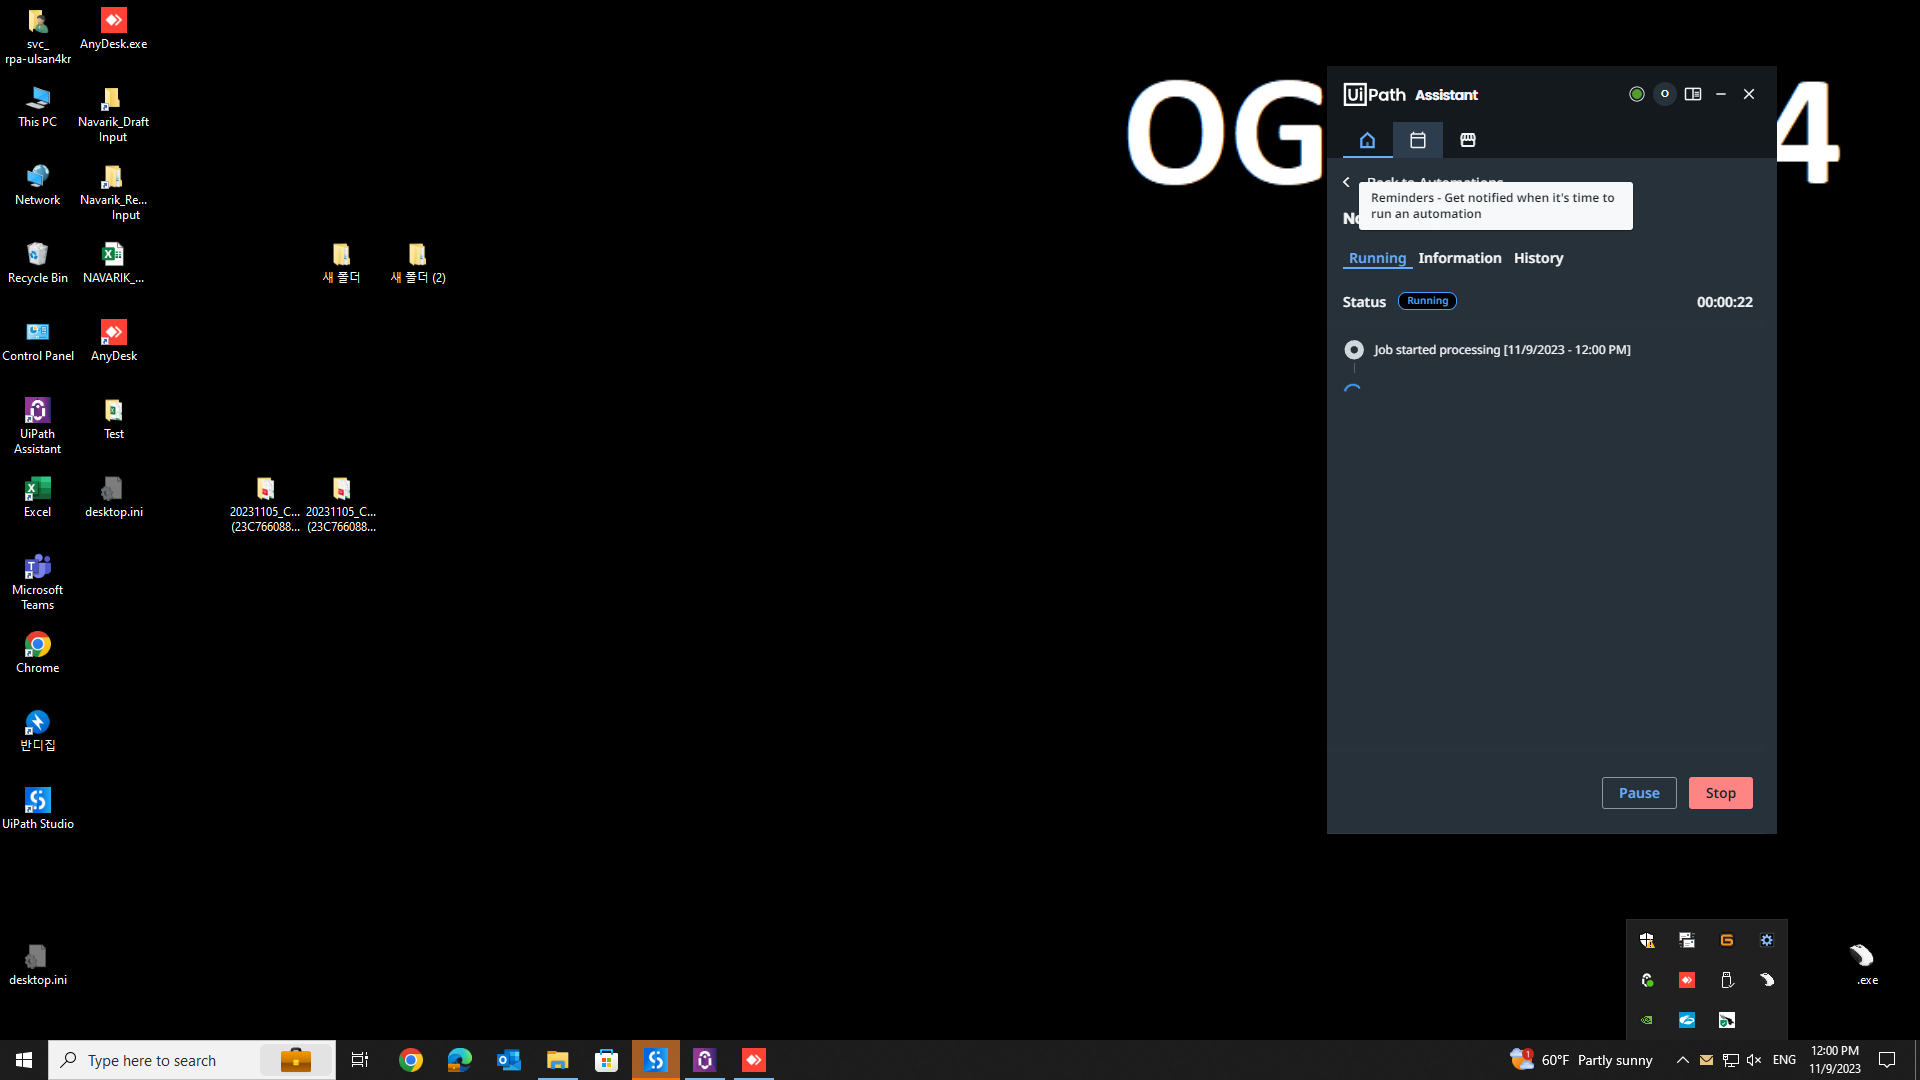 svc_
rpa-ulsan4kr
AnyDesk.exe
This PC
Navarik_Draft
Input
Network
Navarik_Re...
Input
Recycle Bin
NAVARIK_...
새 폴더
새 폴더 (2)
Control Panel
AnyDesk
UiPath
Assistant
Test
Excel
desktop.ini
20231105_C...
(23C766088...
20231105_C...
(23C766088...
Microsoft
Teams
Chrome
반디집
UiPath Studio
desktop.ini
OG
4
UiPath Assistant
O
Back to Automations
Reminders - Get notified when it's time to
run an automation
Running Information History
Status Running 00:00:22
Job started processing [11/9/2023 - 12:00 PM]
Pause Stop
.exe
Type here to search
1
60°F Partly sunny
ENG
12:00 PM
11/9/2023